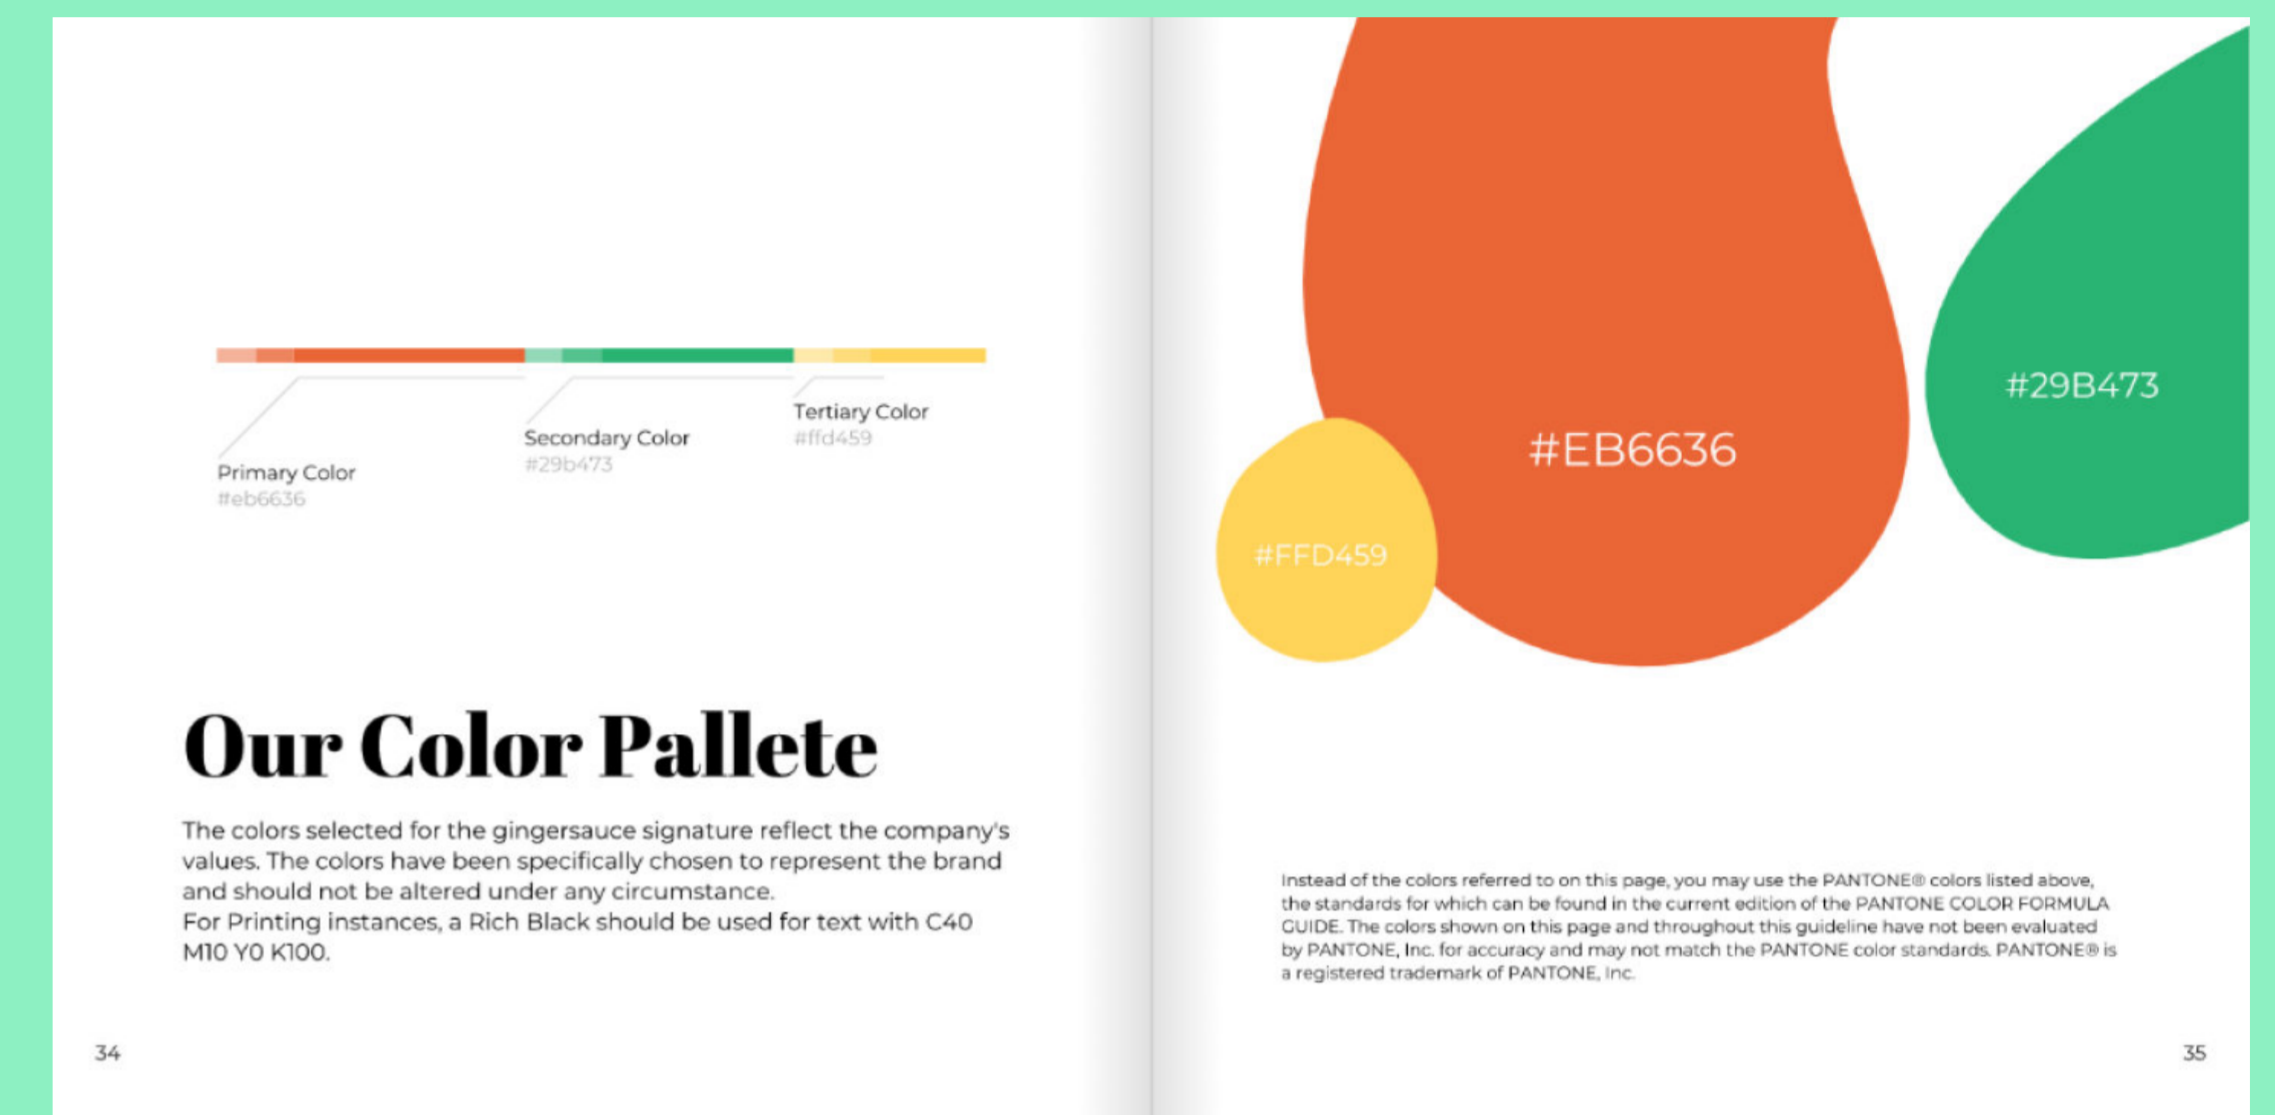 Primary Color
#eb6636
Secondary Color
#29b473
Tertiary Color
#ffd459
Our Color Pallete
The colors selected for the gingersauce signature reflect the company's
values. The colors have been specifically chosen to represent the brand
and should not be altered under any circumstance.
For Printing instances, a Rich Black should be used for text with C40
M10 Y0 K100.
34
#EB6636
#29B473
#FFD459
Instead of the colors referred to on this page, you may use the PANTONE® colors listed above,
the standards for which can be found in the current edition of the PANTONE COLOR FORMULA
GUIDE. The colors shown on this page and throughout this guideline have not been evaluated
by PANTONE, Inc. for accuracy and may not match the PANTONE color standards. PANTONE® is
a registered trademark of PANTONE, Inc.
35